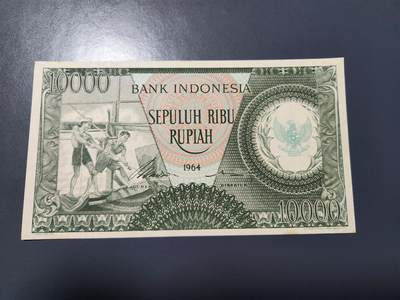 10000
BANK INDONESIA
SEPULUH RIBU
RUPIAH
1964
10000